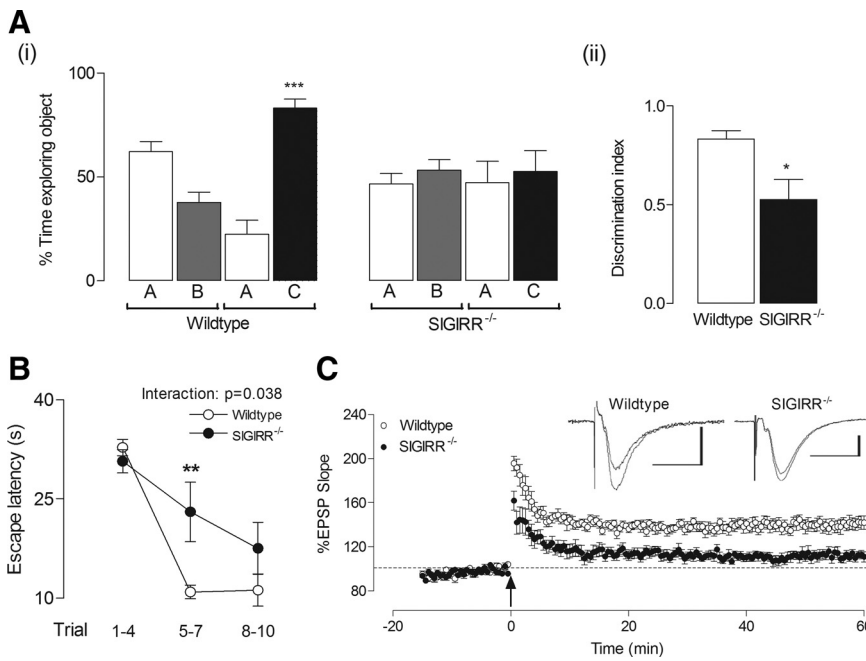 A
(i)
(ii)
% Time exploring object
100
50
0
***
A B A C
Wildtype
A B A C
SIGIRR-/-
Discrimination index
1.0
0.5
0.0
*
Wildtype SIGIRR-/-
B
Interaction: p=0.038
Wildtype
SIGIRR-/-
Escape latency (s)
40
25
10
**
Trial 1-4 5-7 8-10
C
Wildtype
SIGIRR-/-
Wildtype
SIGIRR-/-
%EPSP Slope
240
200
160
120
80
-20 0 20 40 60
Time (min)